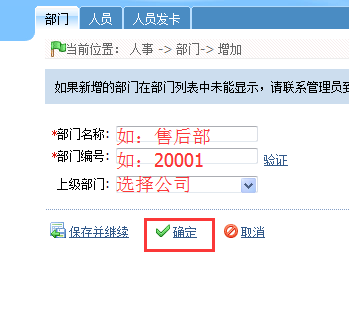 部门 人员 人员发卡
当前位置： 人事 -> 部门-> 增加
如果新增的部门在部门列表中未能显示，请联系管理员到
*部门名称: 如：售后部
*部门编号: 如：20001 验证
上级部门: 选择公司
保存并继续 确定 取消